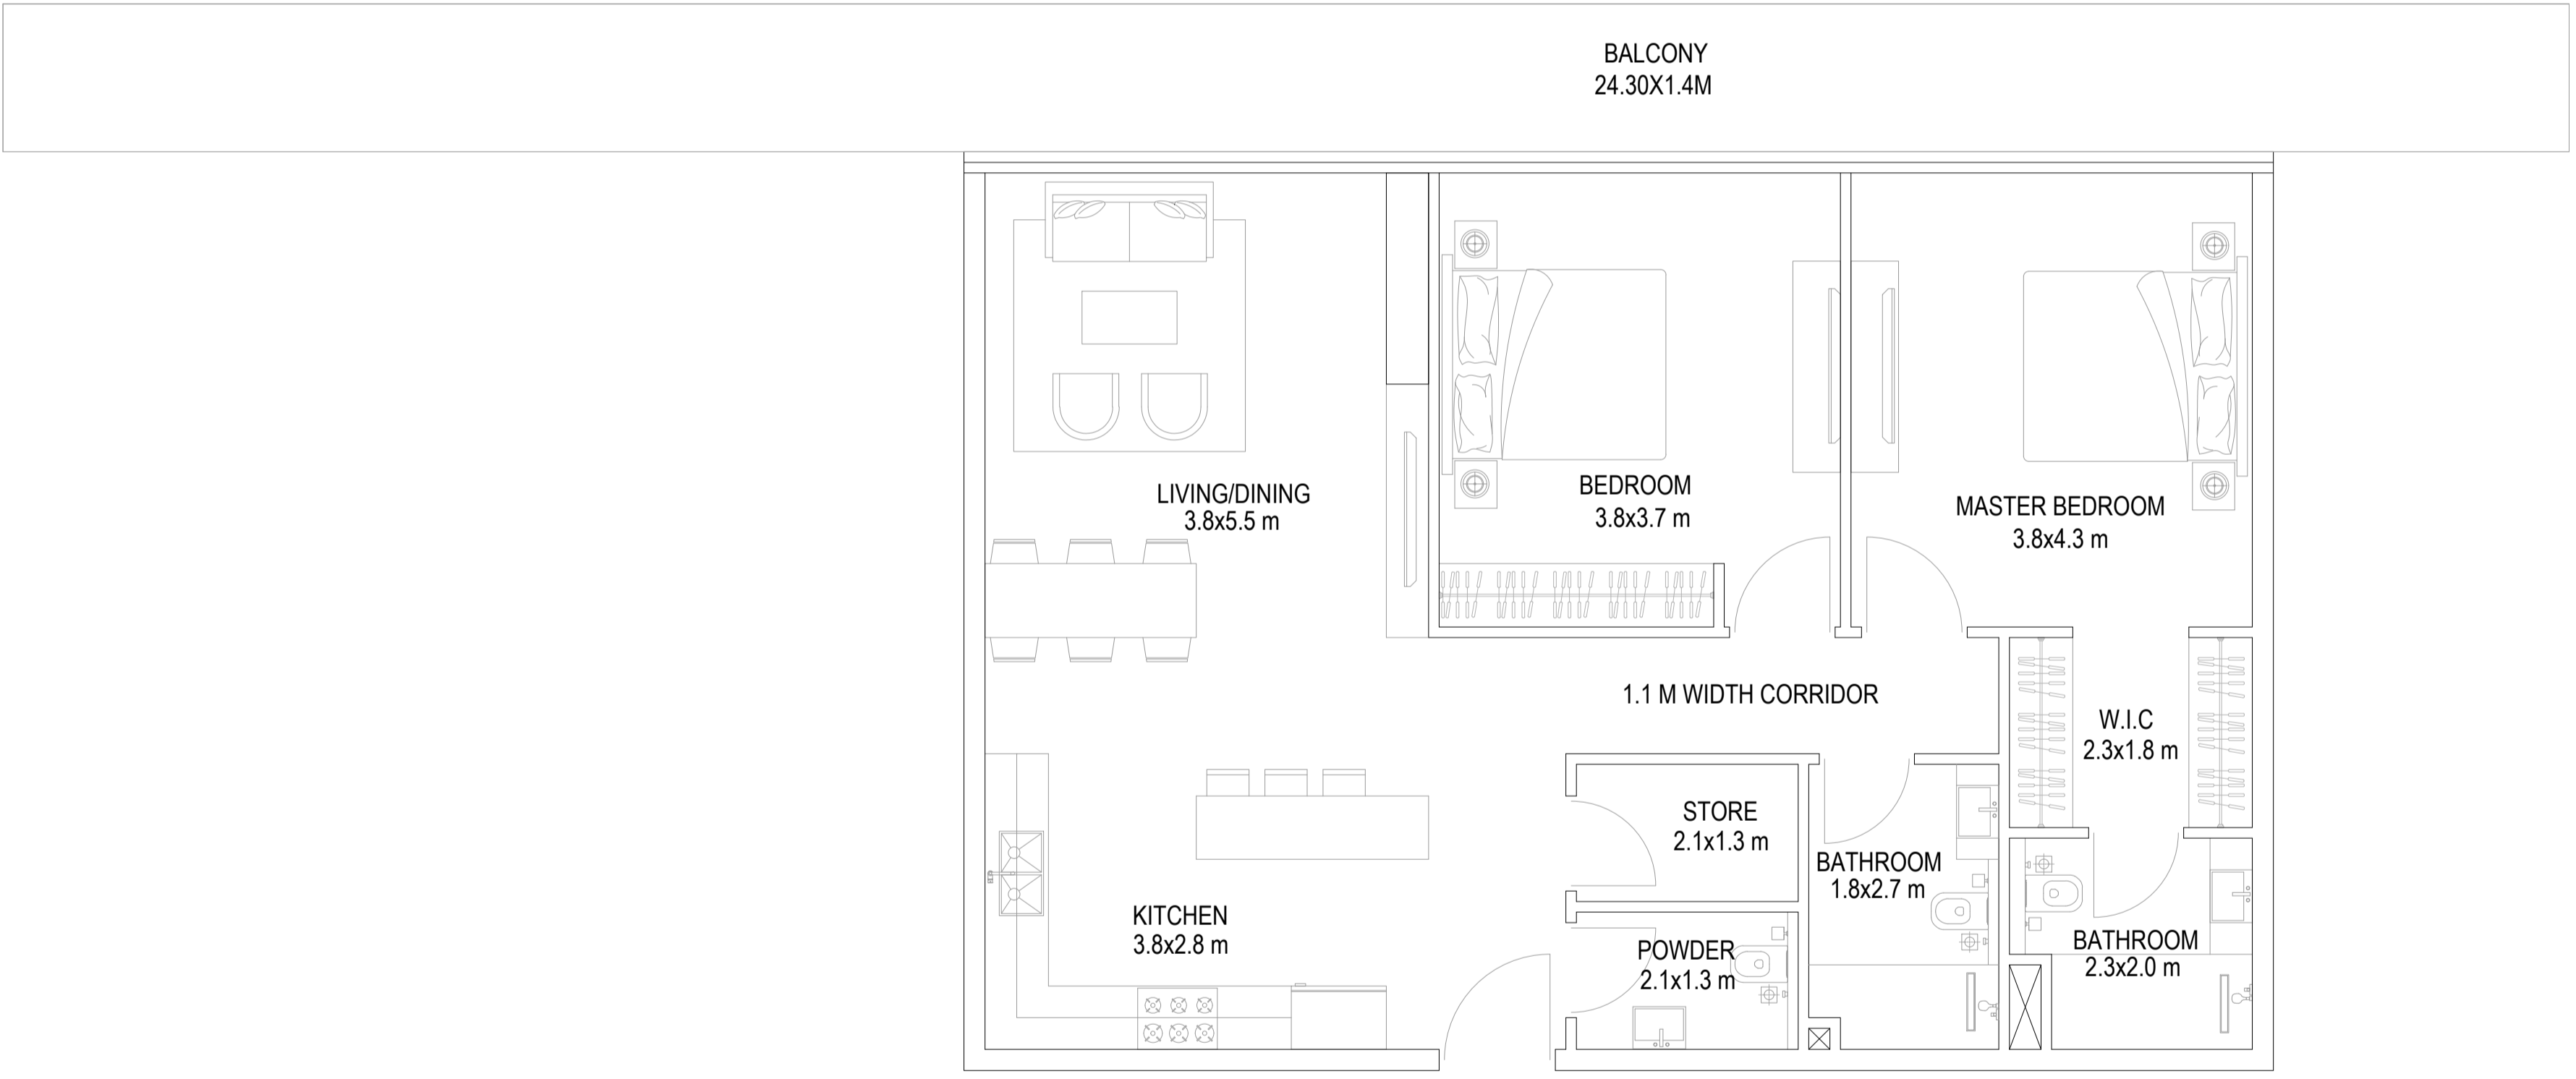 BALCONY
24.30X1.4M
LIVING/DINING
3.8x5.5 m
BEDROOM
3.8x3.7 m
MASTER BEDROOM
3.8x4.3 m
1.1 M WIDTH CORRIDOR
W.I.C
2.3x1.8 m
STORE
2.1x1.3 m
BATHROOM
1.8x2.7 m
KITCHEN
3.8x2.8 m
POWDER
2.1x1.3 m
BATHROOM
2.3x2.0 m